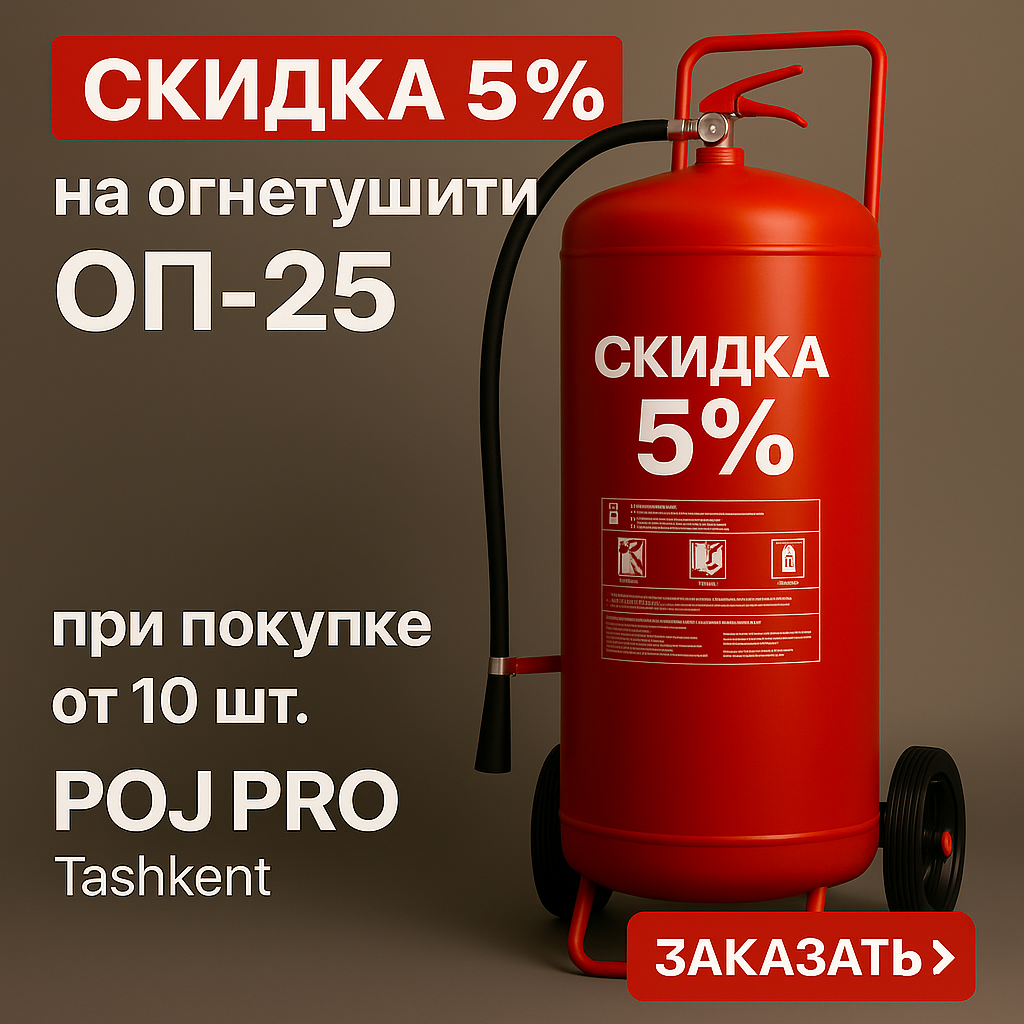 СКИДКА 5%
на огнетушити
ОП-25
СКИДКА
5%
при покупке
от 10 шт.
POJ PRO
Tashkent
ЗАКАЗАТЬ >